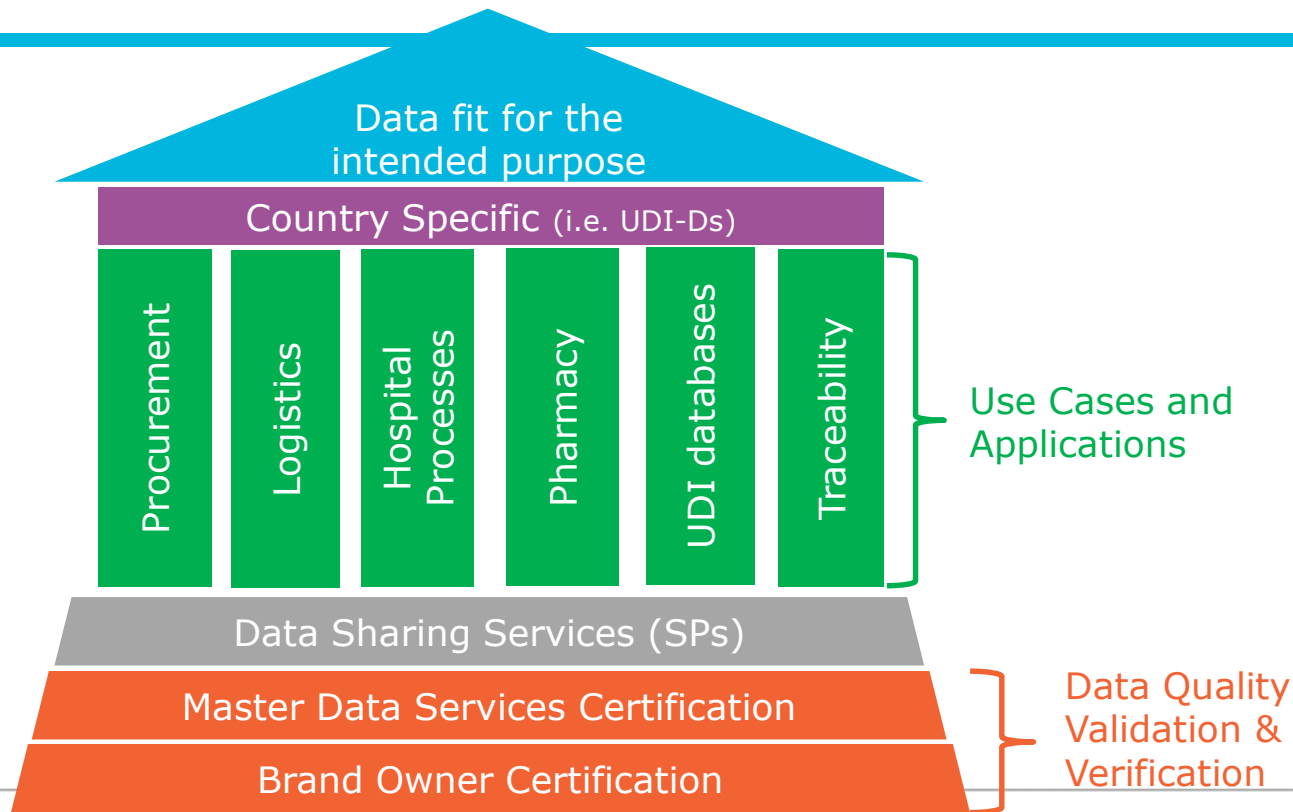 Data fit for the
intended purpose
Country Specific (i.e. UDI-Ds)
Procurement
Logistics
Hospital
Processes
Pharmacy
UDI databases
Traceability
Use Cases and
Applications
Data Sharing Services (SPs)
Master Data Services Certification
Brand Owner Certification
Data Quality
Validation &
Verification